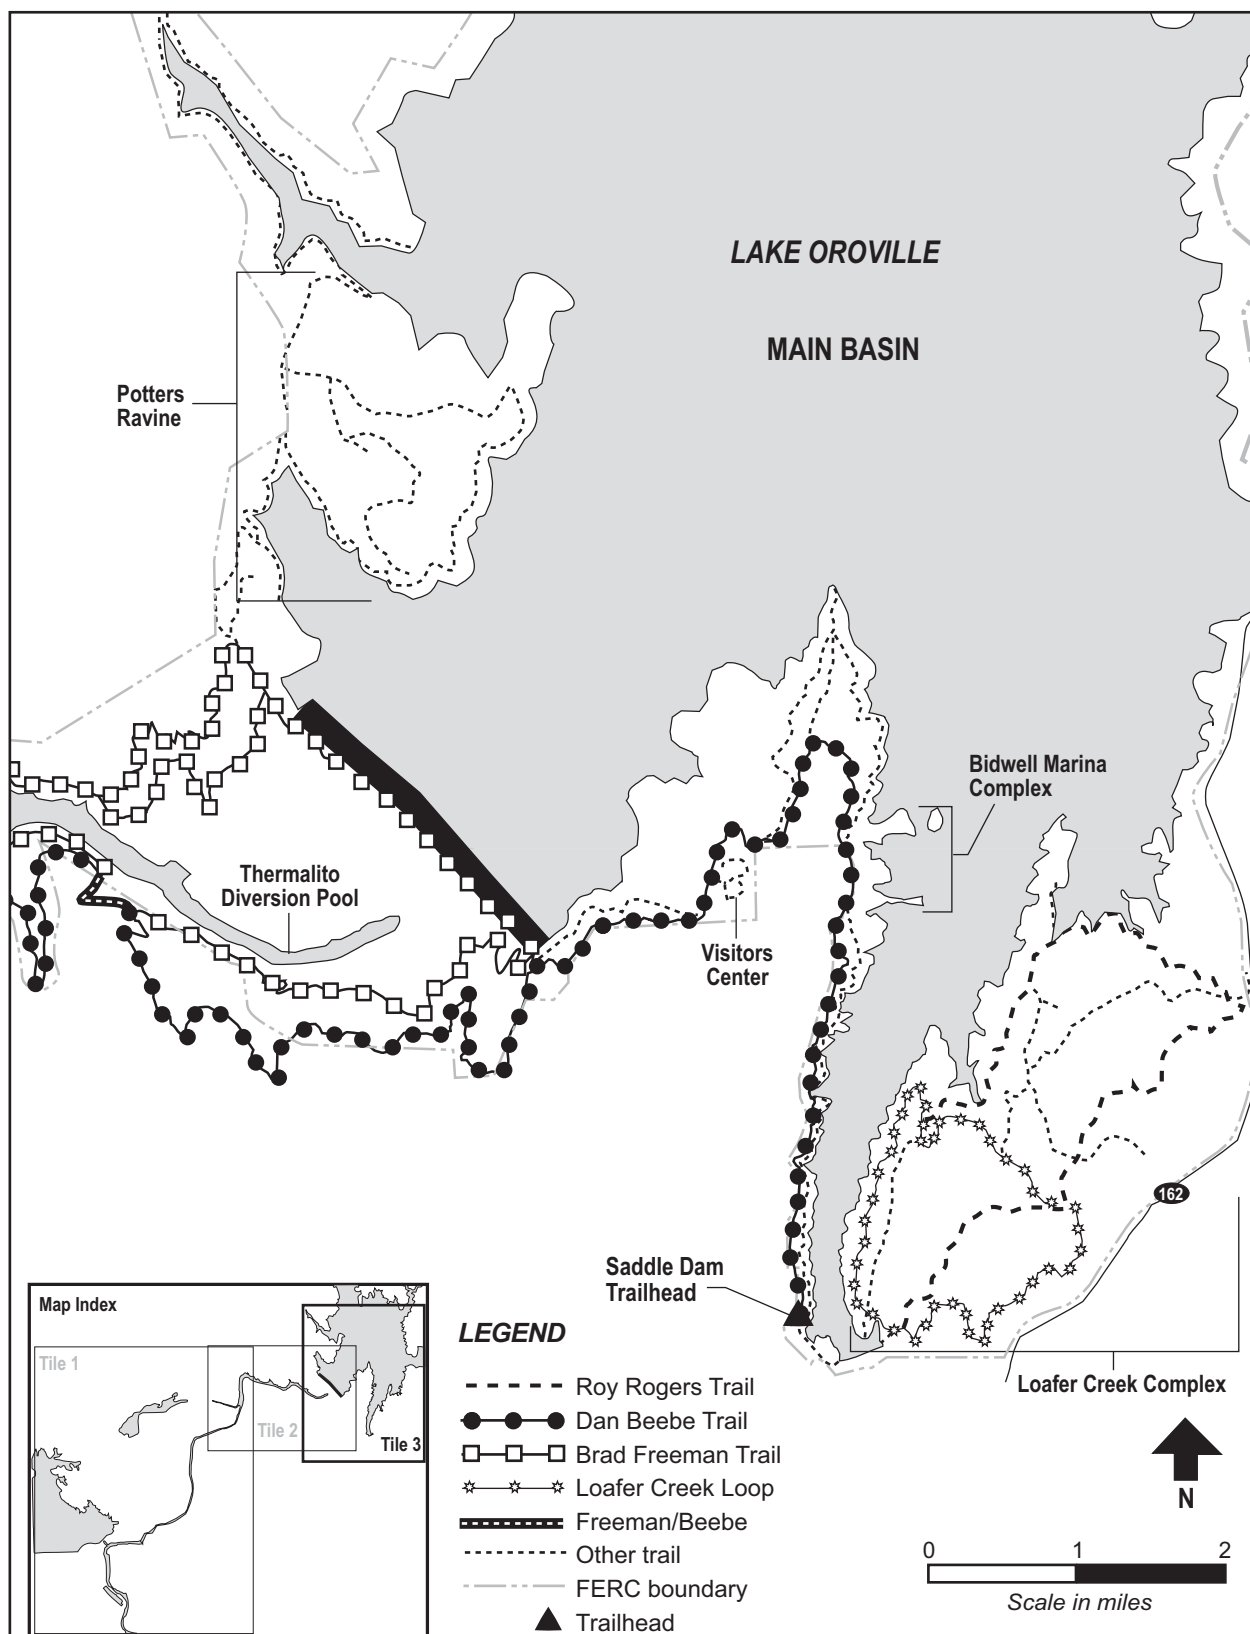 LAKE OROVILLE
MAIN BASIN
Potters
Ravine
Bidwell Marina
Complex
Thermalito
Diversion Pool
Visitors
Center
162
Saddle Dam
Trailhead
Loafer Creek Complex
Map Index
Tile 1
Tile 2
Tile 3
LEGEND
Roy Rogers Trail
Dan Beebe Trail
Brad Freeman Trail
Loafer Creek Loop
Freeman/Beebe
Other trail
FERC boundary
Trailhead
N
0 1 2
Scale in miles